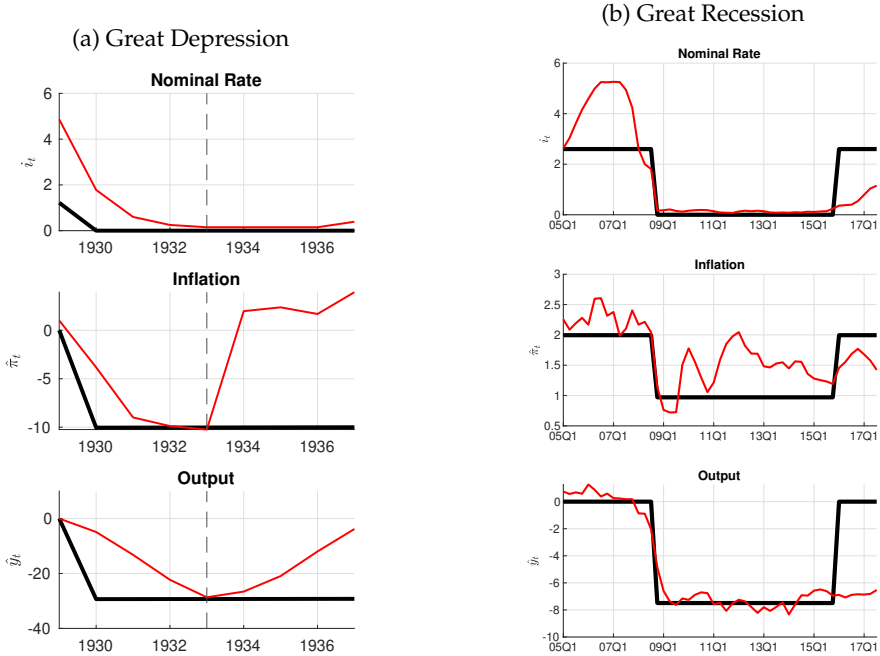 (a) Great Depression
Nominal Rate
6
4
2
0
i_t
1930 1932 1934 1936
Inflation
0
-5
-10
π̂_t
1930 1932 1934 1936
Output
0
-20
-40
ŷ_t
1930 1932 1934 1936
(b) Great Recession
Nominal Rate
6
4
2
0
i_t
05Q1 07Q1 09Q1 11Q1 13Q1 15Q1 17Q1
Inflation
3
2.5
2
1.5
1
0.5
π̂_t
05Q1 07Q1 09Q1 11Q1 13Q1 15Q1 17Q1
Output
0
-2
-4
-6
-8
-10
ŷ_t
05Q1 07Q1 09Q1 11Q1 13Q1 15Q1 17Q1